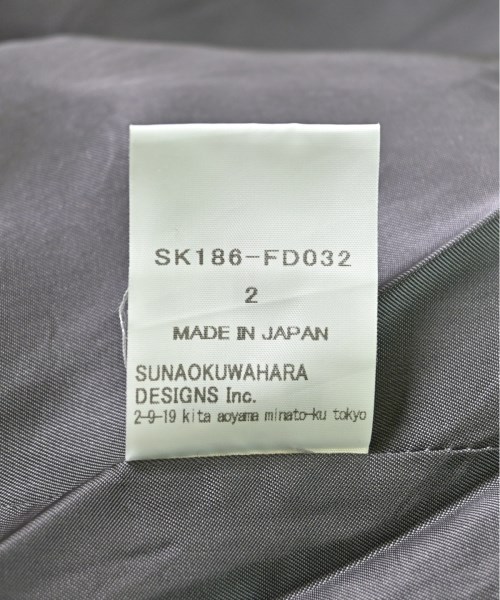 SK186-FD032
2
MADE IN JAPAN
SUNAOKUWAHARA
DESIGNS Inc.
2-9-19 kita aoyama minato-ku tokyo